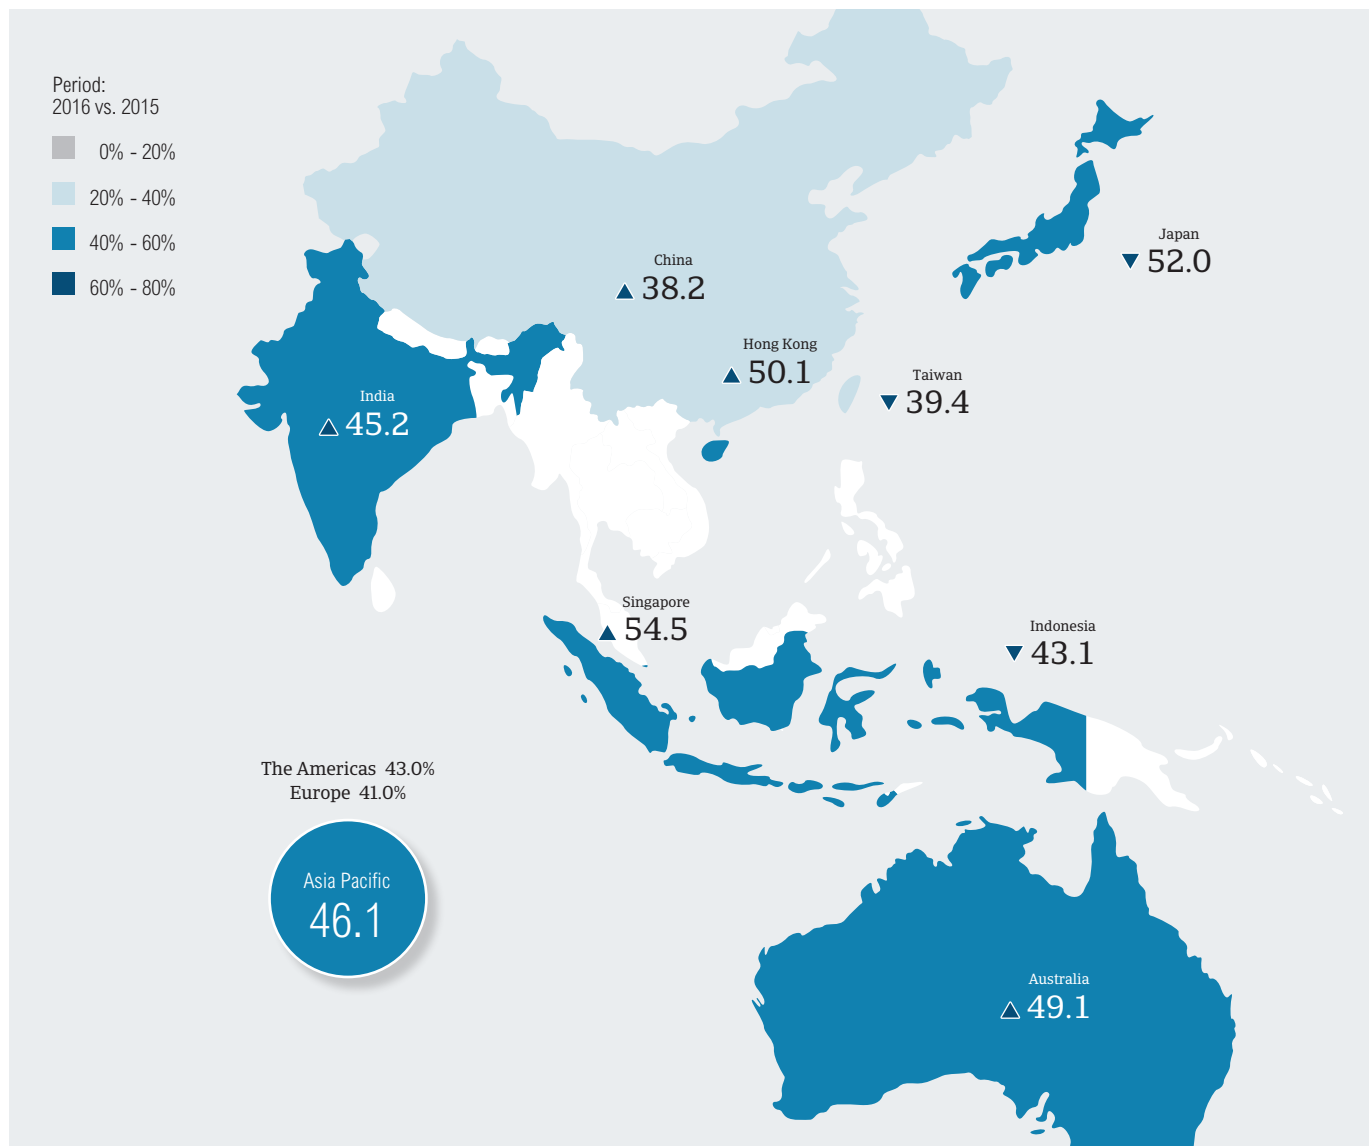 Period:
2016 vs. 2015
0% - 20%
20% - 40%
40% - 60%
60% - 80%
Japan
52.0
China
38.2
Hong Kong
50.1
Taiwan
39.4
India
45.2
Singapore
54.5
Indonesia
43.1
The Americas 43.0%
Europe 41.0%
Asia Pacific
46.1
Australia
49.1